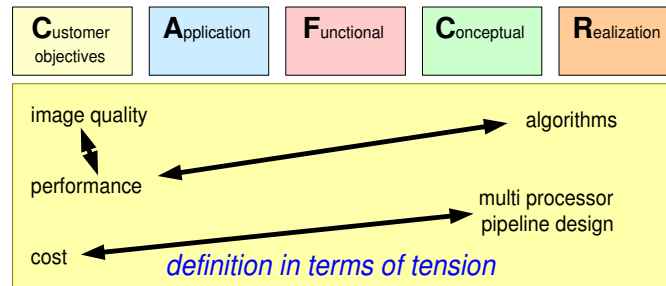 Customer
objectives
Application
Functional
Conceptual
Realization
image quality
algorithms
performance
multi processor
pipeline design
cost
definition in terms of tension